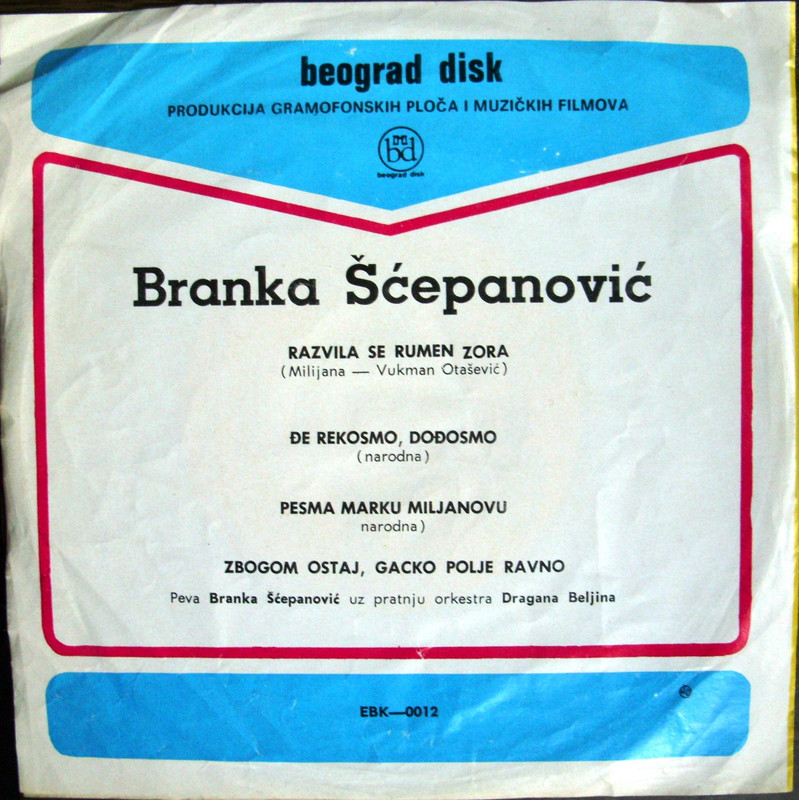 beograd disk
PRODUKCIJA GRAMOFONSKIH PLOČA I MUZIČKIH FILMOVA
bd
beograd disk
Branka Šćepanović
RAZVILA SE RUMEN ZORA
(Milijana — Vukman Otašević)
ĐE REKOSMO, DOĐOSMO
(narodna)
PESMA MARKU MILJANOVU
narodna)
ZBOGOM OSTAJ, GACKO POLJE RAVNO
Peva Branka Šćepanović uz pratnju orkestra Dragana Beljina
EBK—0012